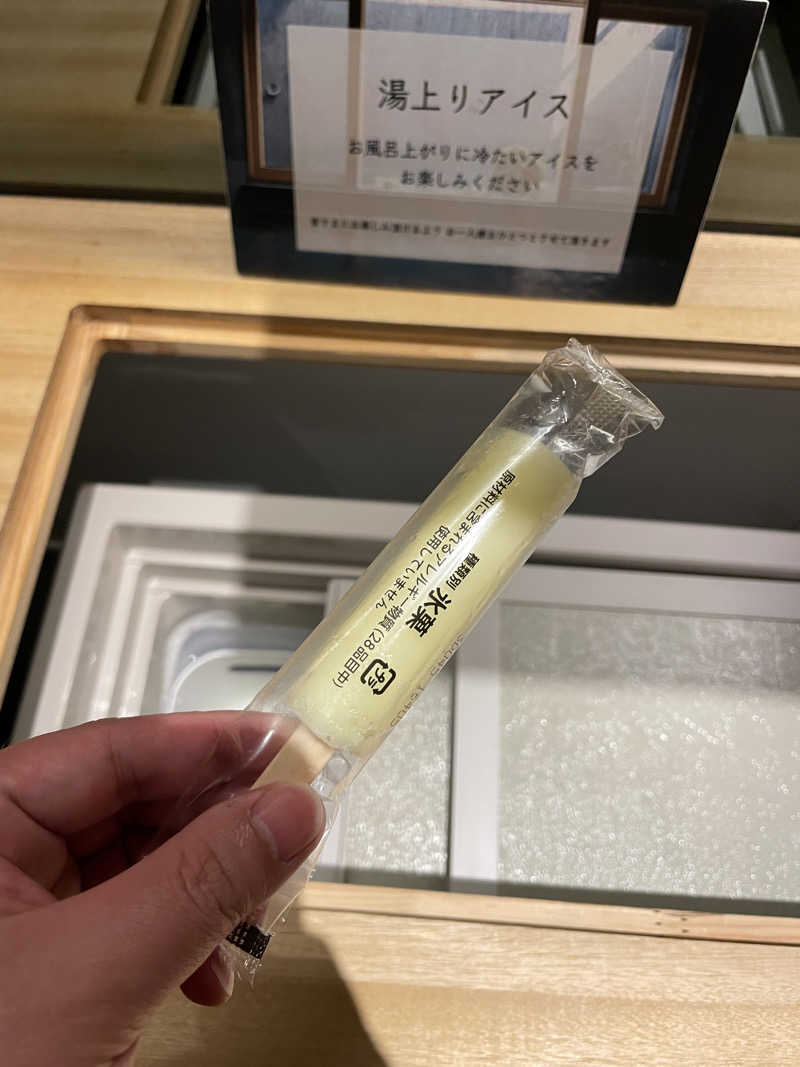 湯上りアイス
お風呂上がりに冷たいアイスを
お楽しみください
種類別 氷菓
原材料に含まれるアレルギー物質(28品目中)
使用していません
プラ